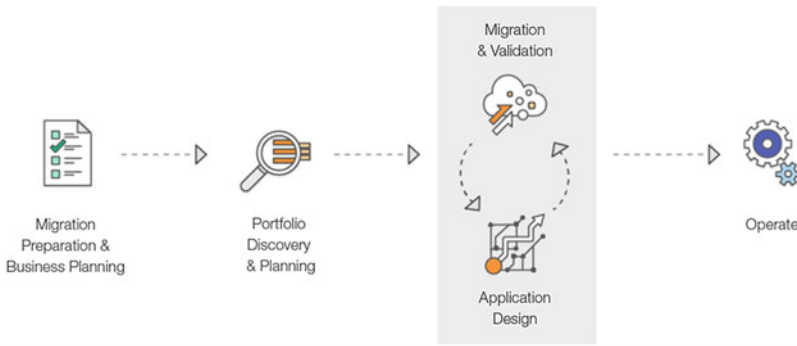 Migration
Preparation &
Business Planning
Portfolio
Discovery
& Planning
Migration
& Validation
Application
Design
Operate